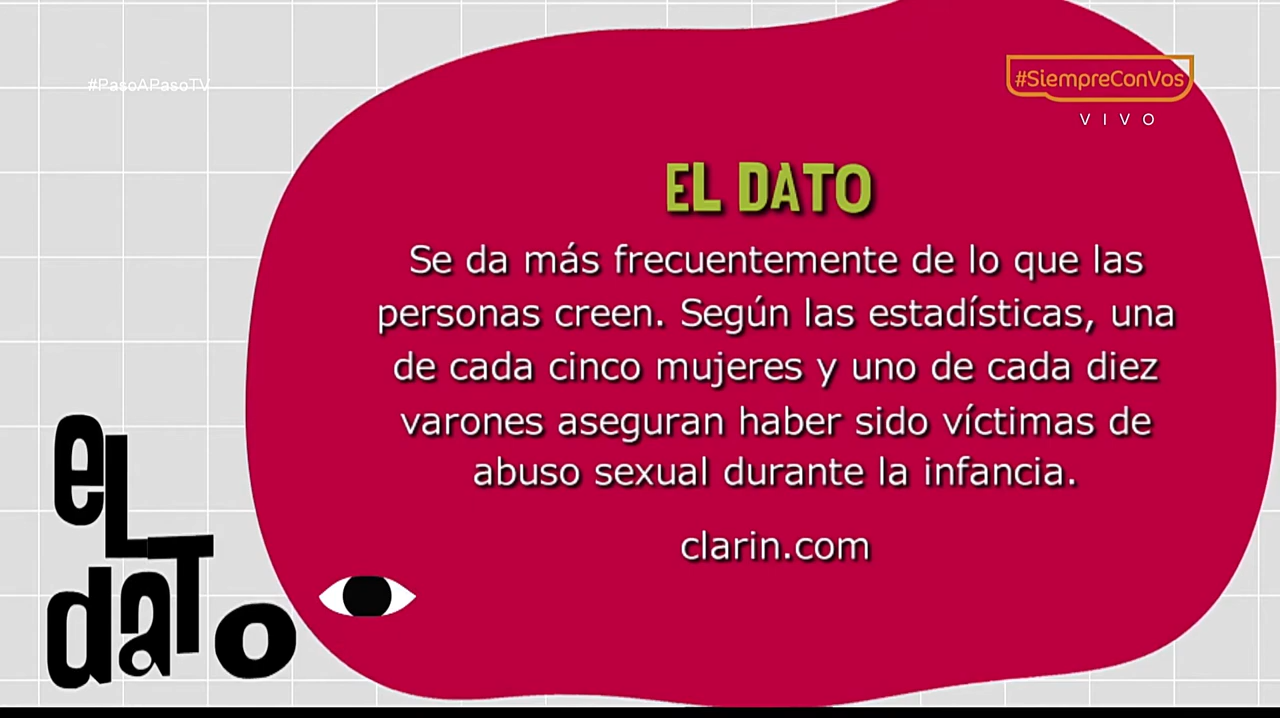 #PasoAPasoTV
#SiempreConVos
VIVO
EL DATO
Se da más frecuentemente de lo que las
personas creen. Según las estadísticas, una
de cada cinco mujeres y uno de cada diez
varones aseguran haber sido víctimas de
abuso sexual durante la infancia.
clarin.com
eL
daTo